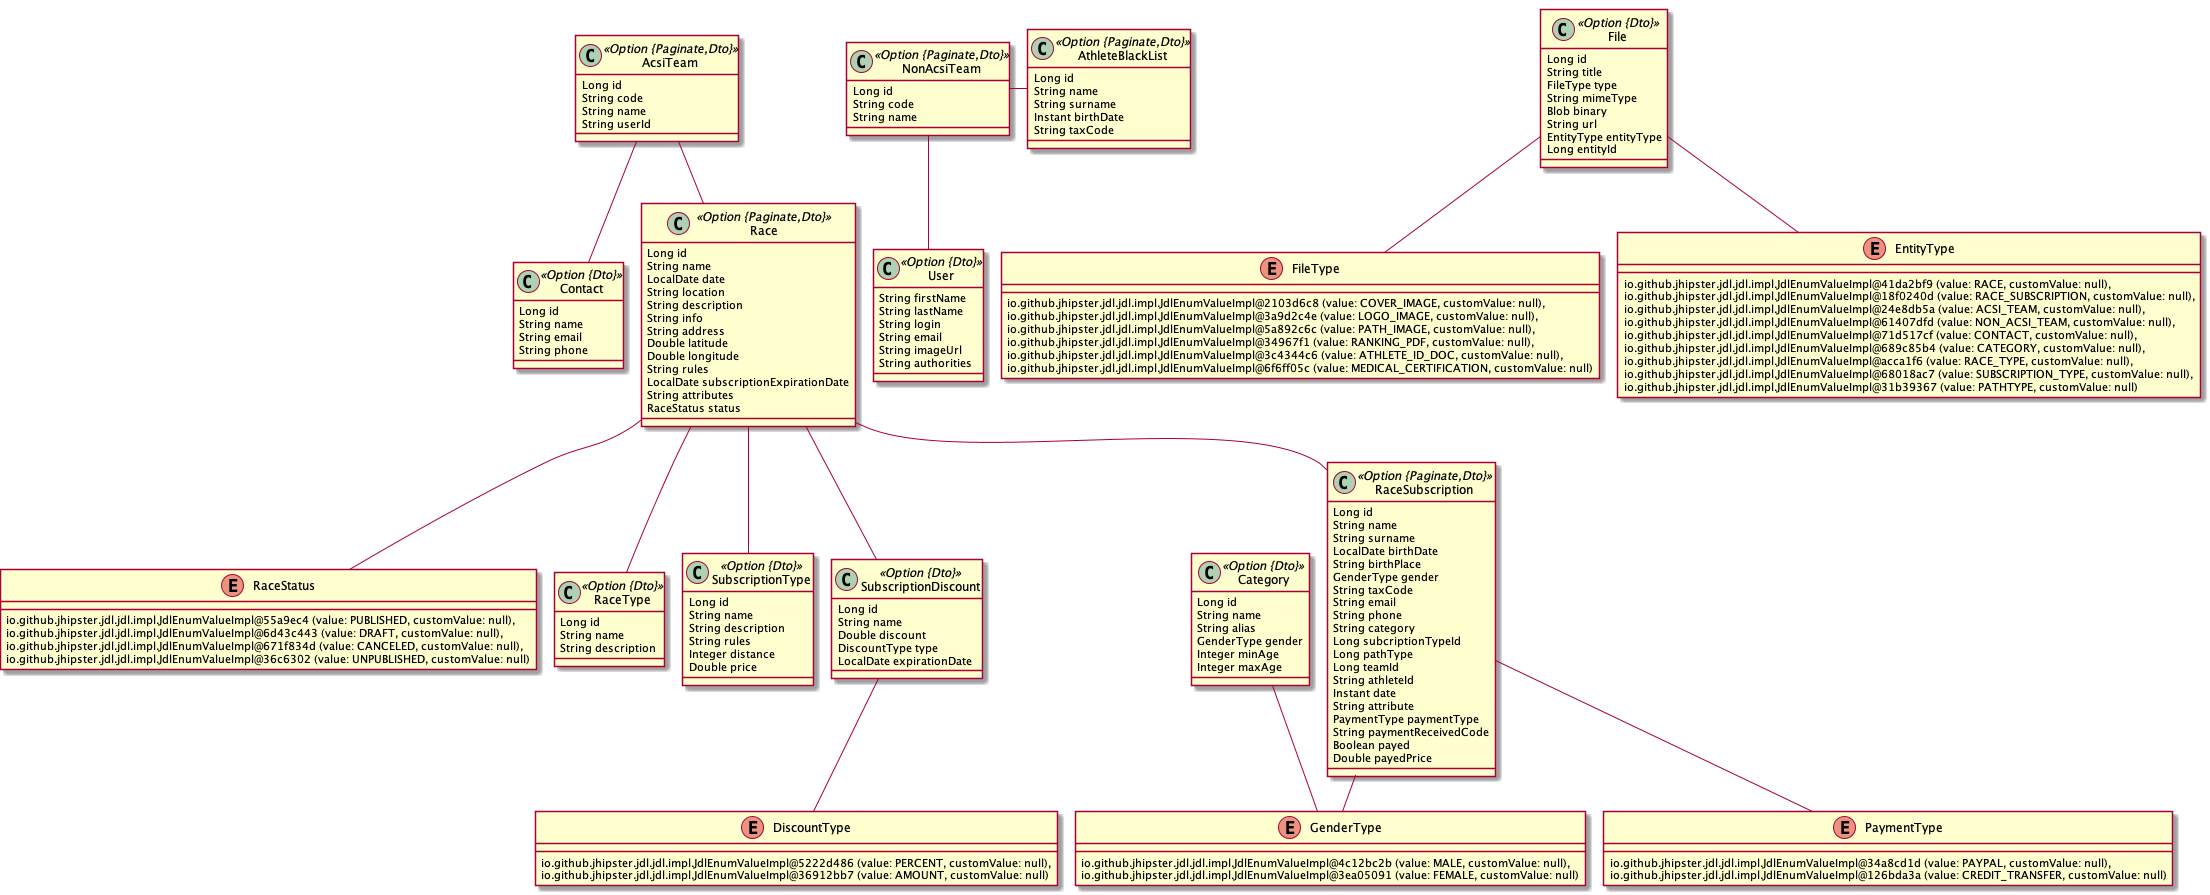 C «Option {Paginate,Dto}»
AcsiTeam
Long id
String code
String name
String userId
C «Option {Paginate,Dto}»
NonAcsiTeam
Long id
String code
String name
C «Option {Paginate,Dto}»
AthleteBlackList
Long id
String name
String surname
Instant birthDate
String taxCode
C «Option {Dto}»
File
Long id
String title
FileType type
String mimeType
Blob binary
String url
EntityType entityType
Long entityId
C «Option {Dto}»
Contact
Long id
String name
String email
String phone
C «Option {Paginate,Dto}»
Race
Long id
String name
LocalDate date
String location
String description
String info
String address
Double latitude
Double longitude
String rules
LocalDate subscriptionExpirationDate
String attributes
RaceStatus status
C «Option {Dto}»
User
String firstName
String lastName
String login
String email
String imageUrl
String authorities
E FileType
io.github.jhipster.jdl.jdl.impl.JdlEnumValueImpl@2103d6c8 (value: COVER_IMAGE, customValue: null),
io.github.jhipster.jdl.jdl.impl.JdlEnumValueImpl@3a9d2c4e (value: LOGO_IMAGE, customValue: null),
io.github.jhipster.jdl.jdl.impl.JdlEnumValueImpl@5a892c6c (value: PATH_IMAGE, customValue: null),
io.github.jhipster.jdl.jdl.impl.JdlEnumValueImpl@34967f1 (value: RANKING_PDF, customValue: null),
io.github.jhipster.jdl.jdl.impl.JdlEnumValueImpl@3c4344c6 (value: ATHLETE_ID_DOC, customValue: null),
io.github.jhipster.jdl.jdl.impl.JdlEnumValueImpl@6f6ff05c (value: MEDICAL_CERTIFICATION, customValue: null)
E EntityType
io.github.jhipster.jdl.jdl.impl.JdlEnumValueImpl@41da2bf9 (value: RACE, customValue: null),
io.github.jhipster.jdl.jdl.impl.JdlEnumValueImpl@18f0240d (value: RACE_SUBSCRIPTION, customValue: null),
io.github.jhipster.jdl.jdl.impl.JdlEnumValueImpl@24e8db5a (value: ACSI_TEAM, customValue: null),
io.github.jhipster.jdl.jdl.impl.JdlEnumValueImpl@61407dfd (value: NON_ACSI_TEAM, customValue: null),
io.github.jhipster.jdl.jdl.impl.JdlEnumValueImpl@71d517cf (value: CONTACT, customValue: null),
io.github.jhipster.jdl.jdl.impl.JdlEnumValueImpl@689c85b4 (value: CATEGORY, customValue: null),
io.github.jhipster.jdl.jdl.impl.JdlEnumValueImpl@acca1f6 (value: RACE_TYPE, customValue: null),
io.github.jhipster.jdl.jdl.impl.JdlEnumValueImpl@68018ac7 (value: SUBSCRIPTION_TYPE, customValue: null),
io.github.jhipster.jdl.jdl.impl.JdlEnumValueImpl@31b39367 (value: PATHTYPE, customValue: null)
E RaceStatus
io.github.jhipster.jdl.jdl.impl.JdlEnumValueImpl@55a9ec4 (value: PUBLISHED, customValue: null),
io.github.jhipster.jdl.jdl.impl.JdlEnumValueImpl@6d43c443 (value: DRAFT, customValue: null),
io.github.jhipster.jdl.jdl.impl.JdlEnumValueImpl@671f834d (value: CANCELED, customValue: null),
io.github.jhipster.jdl.jdl.impl.JdlEnumValueImpl@36c6302 (value: UNPUBLISHED, customValue: null)
C «Option {Dto}»
RaceType
Long id
String name
String description
C «Option {Dto}»
SubscriptionType
Long id
String name
String description
String rules
Integer distance
Double price
C «Option {Dto}»
SubscriptionDiscount
Long id
String name
Double discount
DiscountType type
LocalDate expirationDate
C «Option {Dto}»
Category
Long id
String name
String alias
GenderType gender
Integer minAge
Integer maxAge
C «Option {Paginate,Dto}»
RaceSubscription
Long id
String name
String surname
LocalDate birthDate
String birthPlace
GenderType gender
String taxCode
String email
String phone
String category
Long subcriptionTypeId
Long pathType
Long teamId
String athleteId
Instant date
String attribute
PaymentType paymentType
String paymentReceivedCode
Boolean payed
Double payedPrice
E DiscountType
io.github.jhipster.jdl.jdl.impl.JdlEnumValueImpl@5222d486 (value: PERCENT, customValue: null),
io.github.jhipster.jdl.jdl.impl.JdlEnumValueImpl@36912bb7 (value: AMOUNT, customValue: null)
E GenderType
io.github.jhipster.jdl.jdl.impl.JdlEnumValueImpl@4c12bc2b (value: MALE, customValue: null),
io.github.jhipster.jdl.jdl.impl.JdlEnumValueImpl@3ea05091 (value: FEMALE, customValue: null)
E PaymentType
io.github.jhipster.jdl.jdl.impl.JdlEnumValueImpl@34a8cd1d (value: PAYPAL, customValue: null),
io.github.jhipster.jdl.jdl.impl.JdlEnumValueImpl@126bda3a (value: CREDIT_TRANSFER, customValue: null)